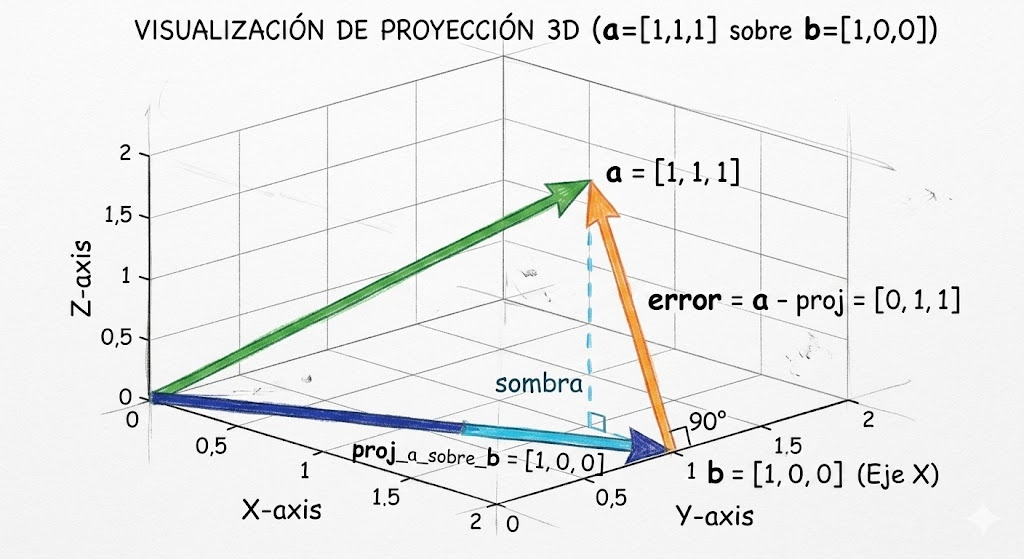 VISUALIZACIÓN DE PROYECCIÓN 3D (a=[1,1,1] sobre b=[1,0,0])
2
a = [1, 1, 1]
1,5
Z-axis
1
error = a - proj = [0, 1, 1]
0,5
sombra
0
0
90°
2
0,5
1,5
proj_a_sobre_b = [1, 0, 0]
1
1
b = [1, 0, 0] (Eje X)
1,5
0,5
X-axis
2
0
Y-axis